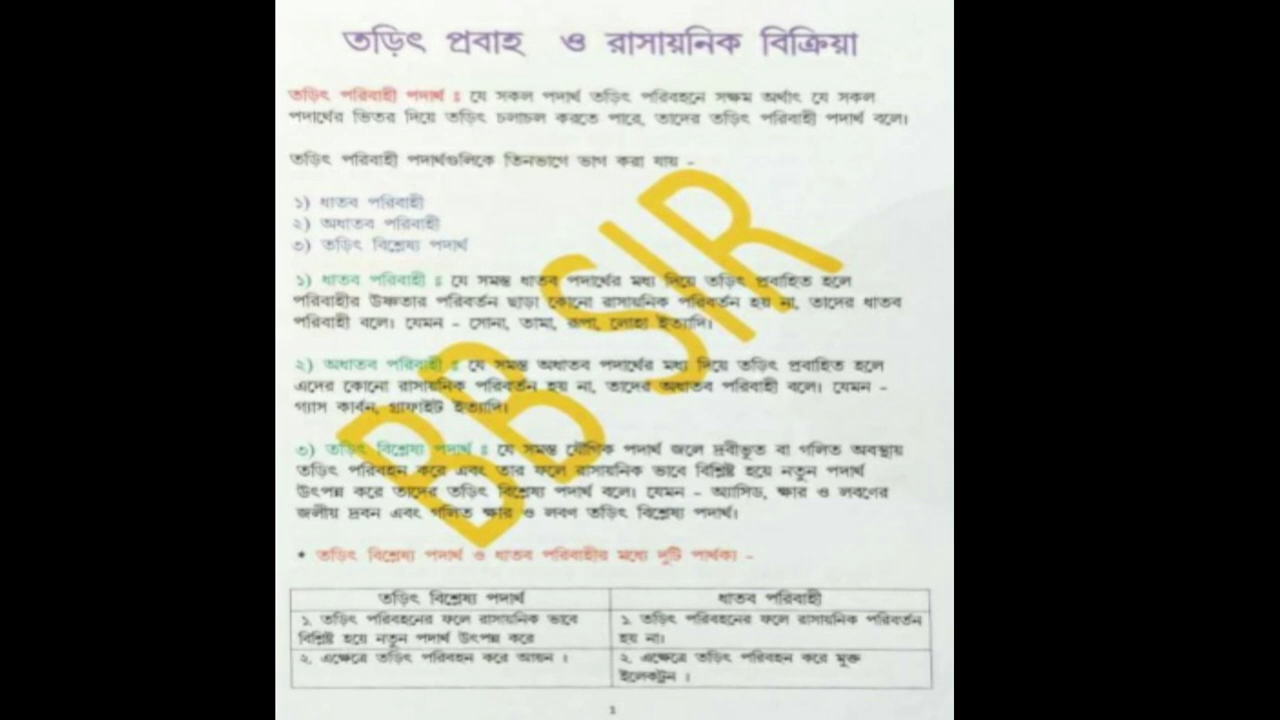 তড়িৎ প্রবাহ ও রাসায়নিক বিক্রিয়া
তড়িৎ পরিবাহী পদার্থ ঃ যে সকল পদার্থ তড়িৎ পরিবহনে সক্ষম অর্থাৎ যে সকল
পদার্থের ভিতর দিয়ে তড়িৎ চলাচল করতে পারে, তাদের তড়িৎ পরিবাহী পদার্থ বলে।
তড়িৎ পরিবাহী পদার্থগুলিকে তিনভাগে ভাগ করা যায় -
১) ধাতব পরিবাহী
২) অধাতব পরিবাহী
৩) তড়িৎ বিশ্লেষ্য পদার্থ
১) ধাতব পরিবাহী ঃ যে সমস্ত ধাতব পদার্থের মধ্য দিয়ে তড়িৎ প্রবাহিত হলে
পরিবাহীর উষ্ণতার পরিবর্তন ছাড়া কোনো রাসায়নিক পরিবর্তন হয় না, তাদের ধাতব
পরিবাহী বলে। যেমন - সোনা, তামা, রূপা, লোহা ইত্যাদি।
২) অধাতব পরিবাহী ঃ যে সমস্ত অধাতব পদার্থের মধ্য দিয়ে তড়িৎ প্রবাহিত হলে
এদের কোনো রাসায়নিক পরিবর্তন হয় না, তাদের অধাতব পরিবাহী বলে। যেমন -
গ্যাস কার্বন, গ্রাফাইট ইত্যাদি।
৩) তড়িৎ বিশ্লেষ্য পদার্থ ঃ যে সমস্ত যৌগিক পদার্থ জলে দ্রবীভূত বা গলিত অবস্থায়
তড়িৎ পরিবহন করে এবং তার ফলে রাসায়নিক ভাবে বিশ্লিষ্ট হয়ে নতুন পদার্থ
উৎপন্ন করে তাদের তড়িৎ বিশ্লেষ্য পদার্থ বলে। যেমন - অ্যাসিড, ক্ষার ও লবণের
জলীয় দ্রবন এবং গলিত ক্ষার ও লবণ তড়িৎ বিশ্লেষ্য পদার্থ।
* তড়িৎ বিশ্লেষ্য পদার্থ ও ধাতব পরিবাহীর মধ্যে দুটি পার্থক্য -
তড়িৎ বিশ্লেষ্য পদার্থ
ধাতব পরিবাহী
১. তড়িৎ পরিবহনের ফলে রাসায়নিক ভাবে
বিশ্লিষ্ট হয়ে নতুন পদার্থ উৎপন্ন করে
১. তড়িৎ পরিবহনের ফলে রাসায়নিক পরিবর্তন
হয় না।
২. এক্ষেত্রে তড়িৎ পরিবহন করে আয়ন ।
২. এক্ষেত্রে তড়িৎ পরিবহন করে মুক্ত
ইলেকট্রন ।
1
BB SIR